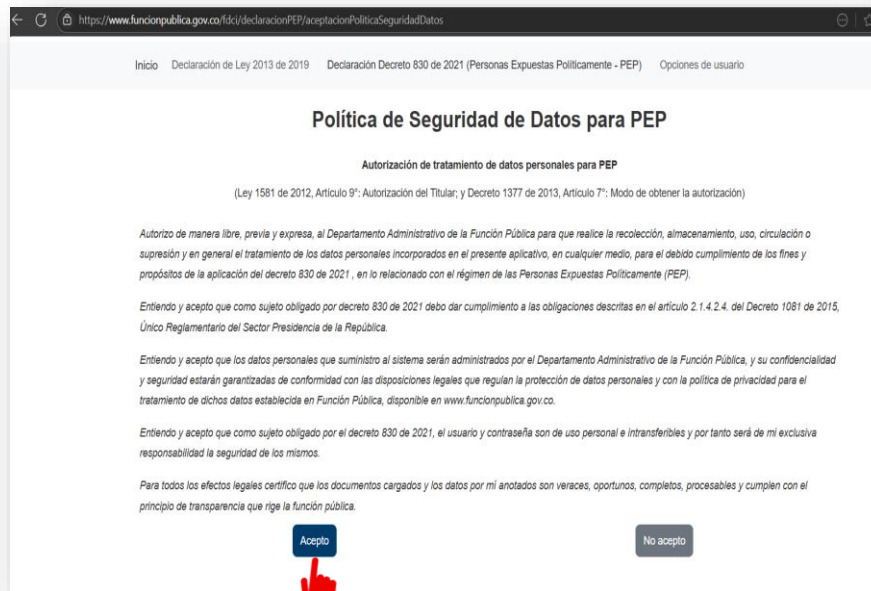 https://www.funcionpublica.gov.co/fdci/declaracionPEP/aceptacionPoliticaSeguridadDatos
Inicio Declaración de Ley 2013 de 2019 Declaración Decreto 830 de 2021 (Personas Expuestas Políticamente - PEP) Opciones de usuario
Política de Seguridad de Datos para PEP
Autorización de tratamiento de datos personales para PEP
(Ley 1581 de 2012, Artículo 9°: Autorización del Titular; y Decreto 1377 de 2013, Artículo 7°: Modo de obtener la autorización)
Autorizo de manera libre, previa y expresa, al Departamento Administrativo de la Función Pública para que realice la recolección, almacenamiento, uso, circulación o
supresión y en general el tratamiento de los datos personales incorporados en el presente aplicativo, en cualquier medio, para el debido cumplimiento de los fines y
propósitos de la aplicación del decreto 830 de 2021 , en lo relacionado con el régimen de las Personas Expuestas Políticamente (PEP).
Entiendo y acepto que como sujeto obligado por decreto 830 de 2021 debo dar cumplimiento a las obligaciones descritas en el artículo 2.1.4.2.4. del Decreto 1081 de 2015,
Único Reglamentario del Sector Presidencia de la República.
Entiendo y acepto que los datos personales que suministro al sistema serán administrados por el Departamento Administrativo de la Función Pública, y su confidencialidad
y seguridad estarán garantizadas de conformidad con las disposiciones legales que regulan la protección de datos personales y con la política de privacidad para el
tratamiento de dichos datos establecida en Función Pública, disponible en www.funcionpublica.gov.co.
Entiendo y acepto que como sujeto obligado por el decreto 830 de 2021, el usuario y contraseña son de uso personal e intransferibles y por tanto será de mi exclusiva
responsabilidad la seguridad de los mismos.
Para todos los efectos legales certifico que los documentos cargados y los datos por mí anotados son veraces, oportunos, completos, procesables y cumplen con el
principio de transparencia que rige la función pública.
Acepto No acepto